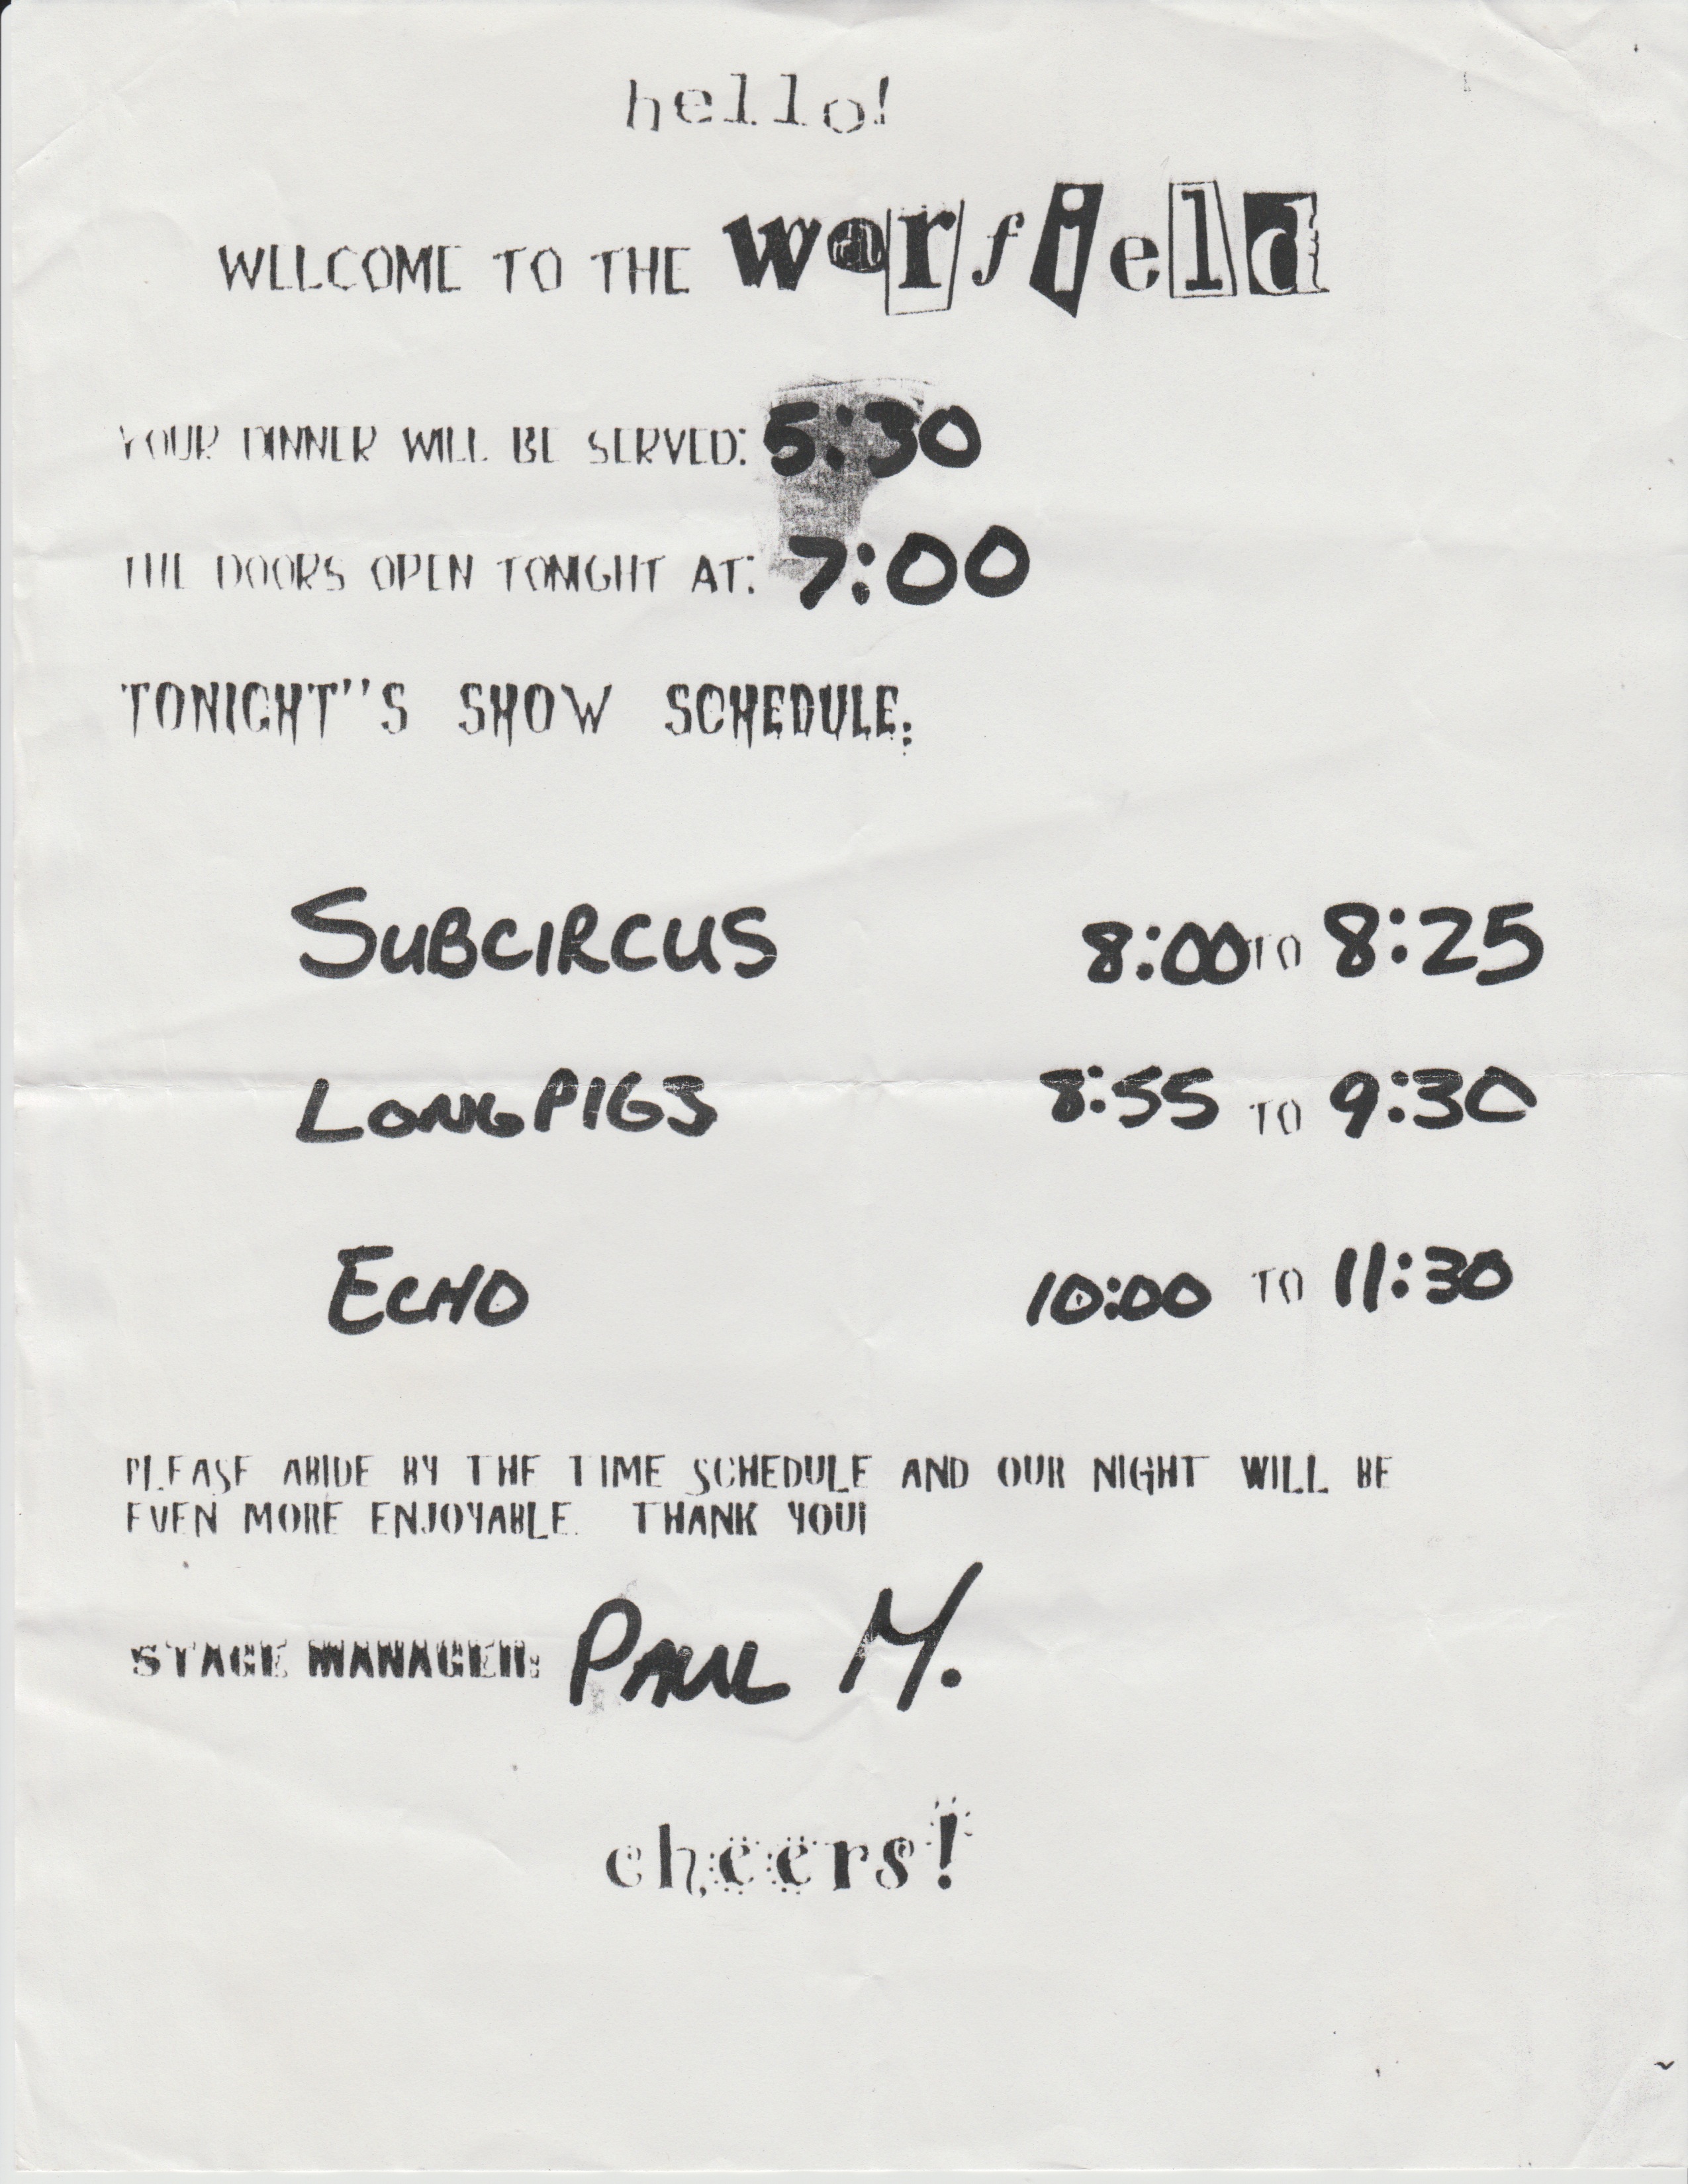 hello!
WELCOME TO THE warfield
YOUR DINNER WILL BE SERVED: 5:30
THE DOORS OPEN TONIGHT AT: 7:00
TONIGHT''S SHOW SCHEDULE:
SUBCIRCUS 8:00 TO 8:25
LONGPIGS 8:55 TO 9:30
ECHO 10:00 TO 11:30
PLEASE ABIDE BY THE TIME SCHEDULE AND OUR NIGHT WILL BE
EVEN MORE ENJOYABLE. THANK YOU!
STAGE MANAGER: PAUL M.
cheers!